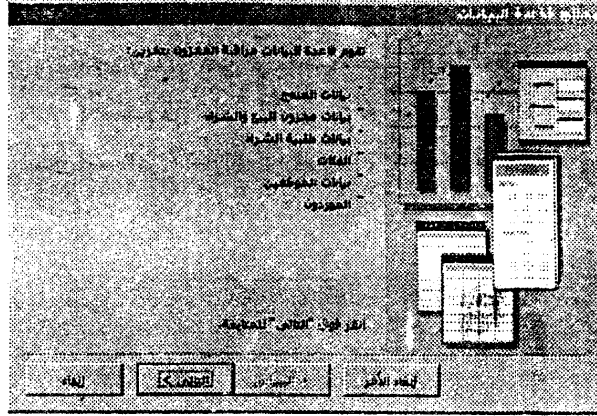 معالج قاعدة البيانات
تقوم قاعدة البيانات مراقبة المخزون بتخزين:
بيانات المنتج
بيانات مخزون البيع والشراء
بيانات طلبية الشراء
الفئات
بيانات الموظفين
الموردون
انقر فوق "التالي" للمتابعة.
إلغاء الأمر
السابق
التالي
إنهاء